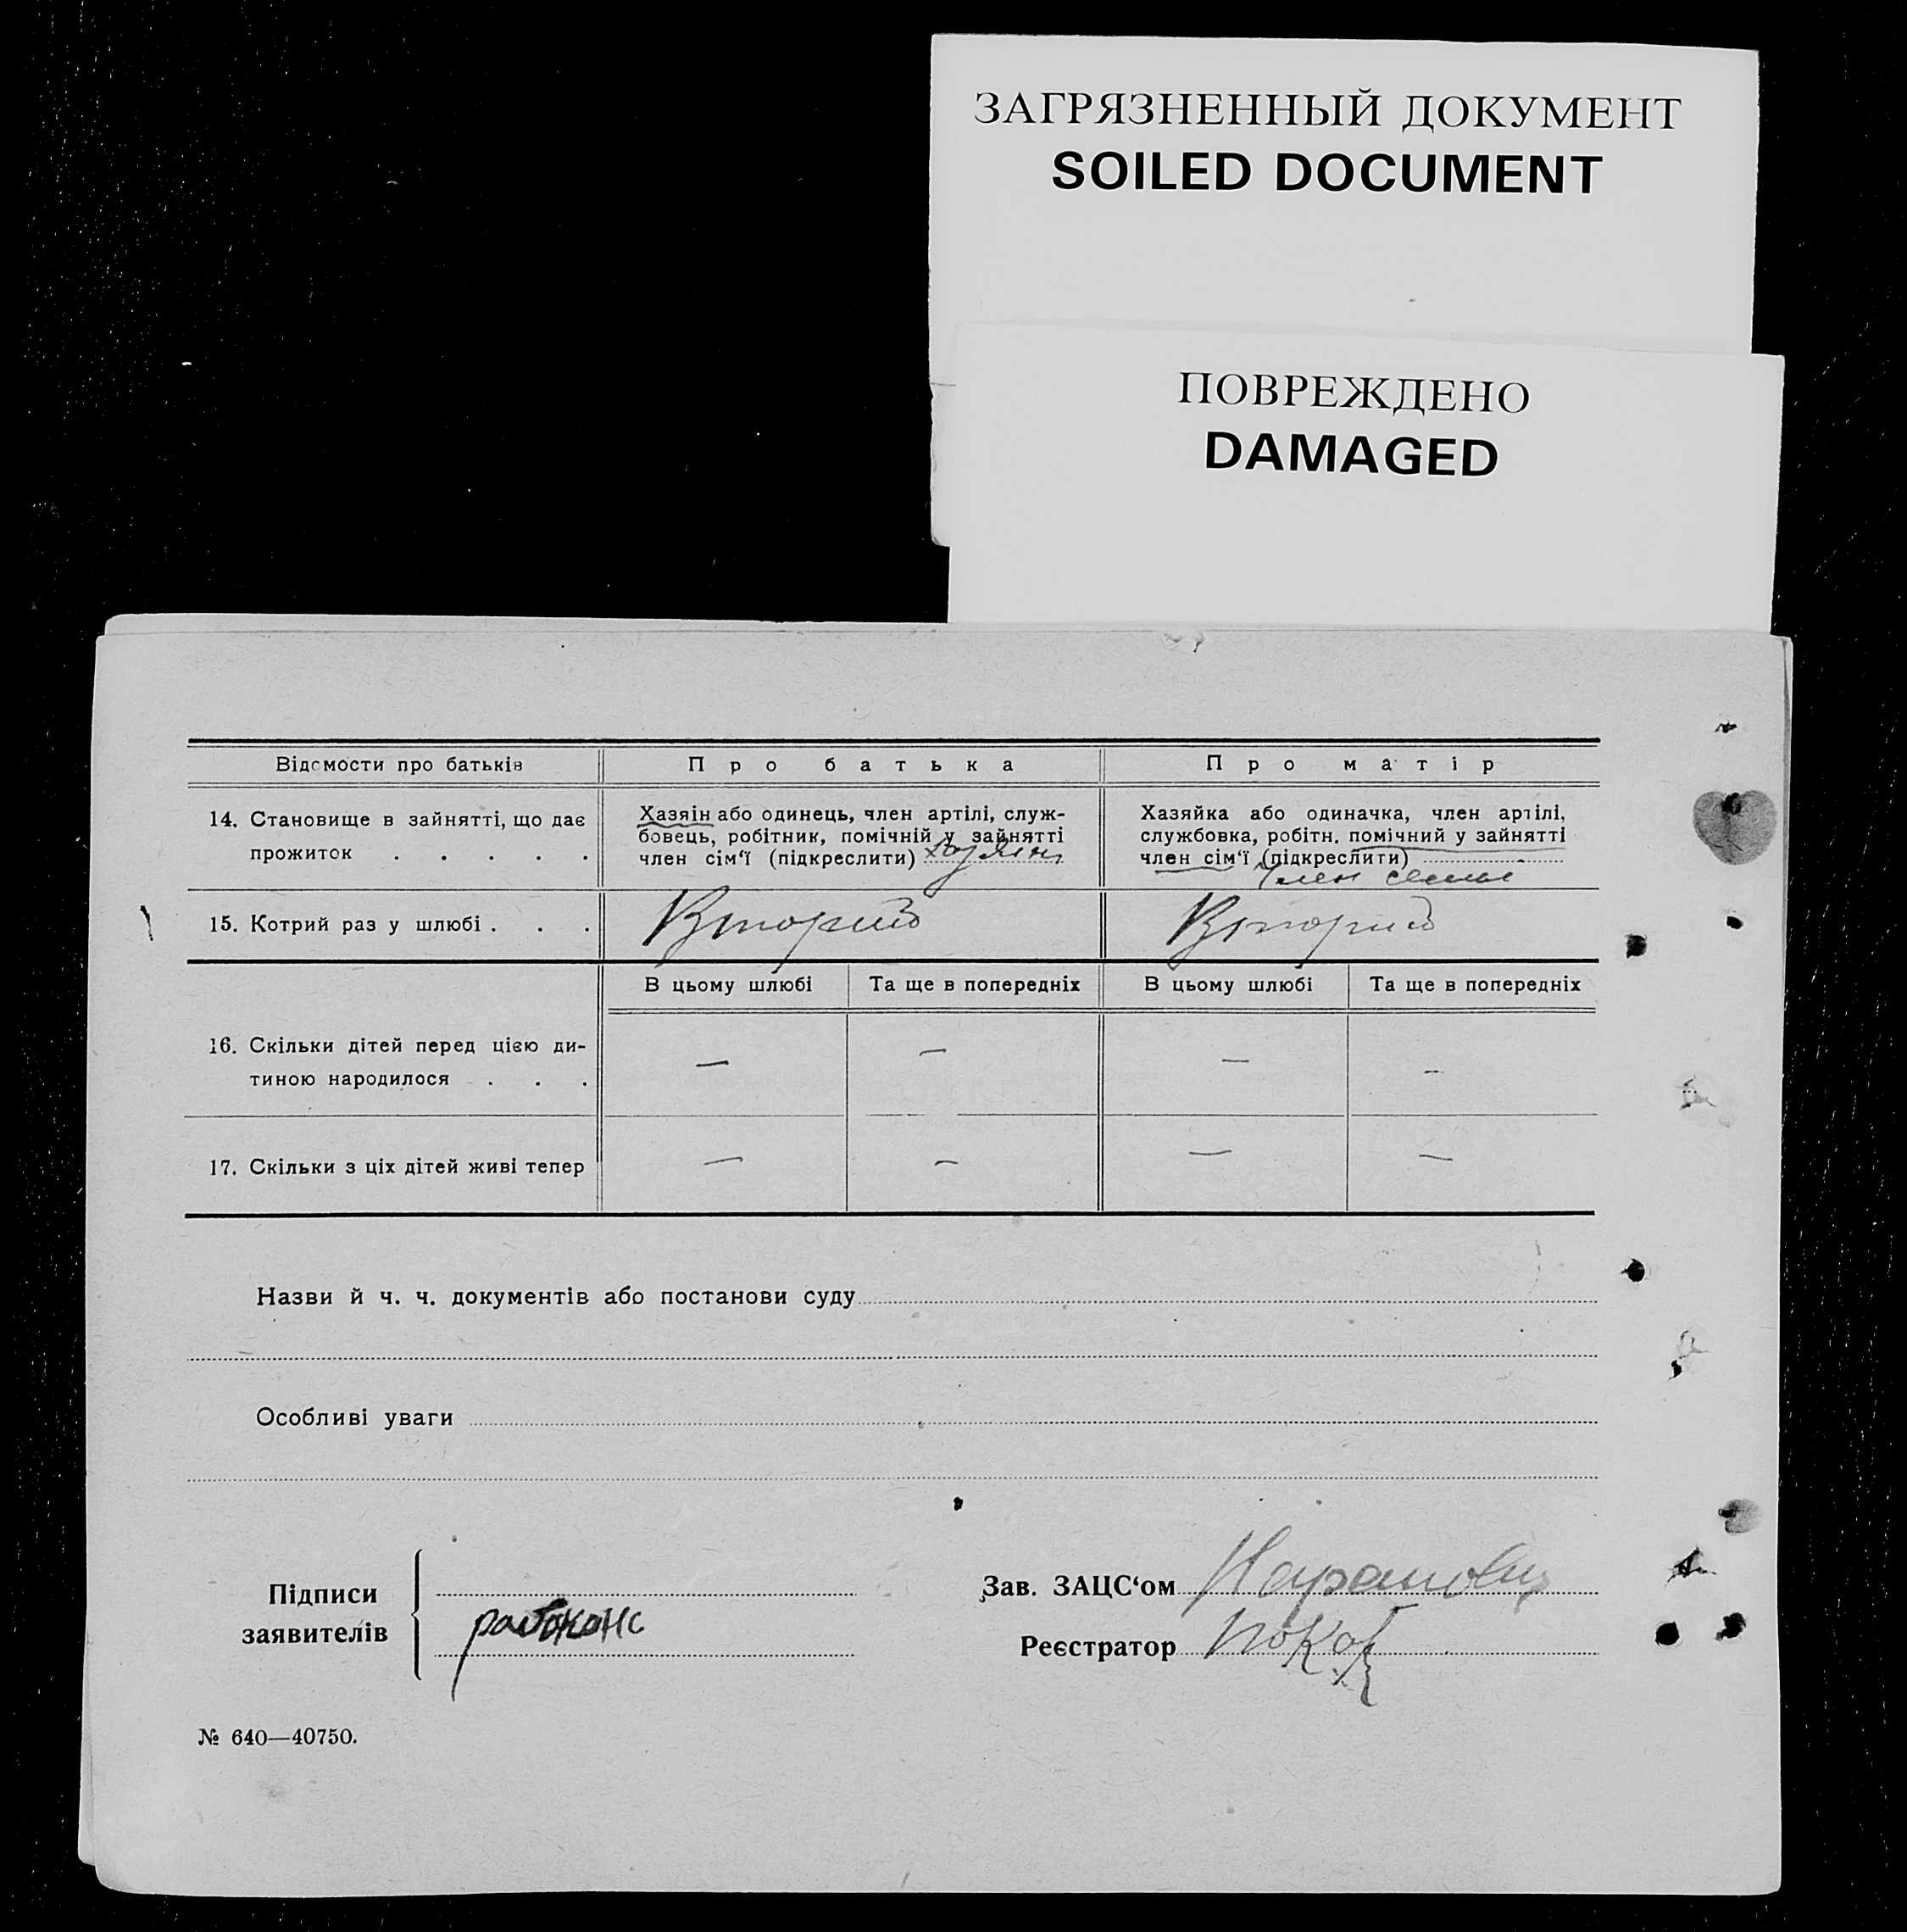 ЗАГРЯЗНЕННЫЙ ДОКУМЕНТ
SOILED DOCUMENT
ПОВРЕЖДЕНО
DAMAGED
Відомости про батьків
Про батька
Про матір
14. Становище в зайнятті, що дає
прожиток . . . . .
Хазяін або одинець, член артілі, служ-
бовець, робітник, помічній у зайнятті
член сім'ї (підкреслити) хозяин
Хазяйка або одиначка, член артілі,
службовка, робітн. помічний у зайнятті
член сім'ї (підкреслити)
член семьи
15. Котрий раз у шлюбі . . .
Вторий
Вторий
В цьому шлюбі
Та ще в попередніх
В цьому шлюбі
Та ще в попередніх
16. Скільки дітей перед цією ди-
тиною народилося . . .
— — — —
17. Скільки з ціх дітей живі тепер
— — — —
Назви й ч. ч. документів або постанови суду
Особливі уваги
Підписи
заявителів
Зав. ЗАЦС'ом
Реєстратор
№ 640—40750.